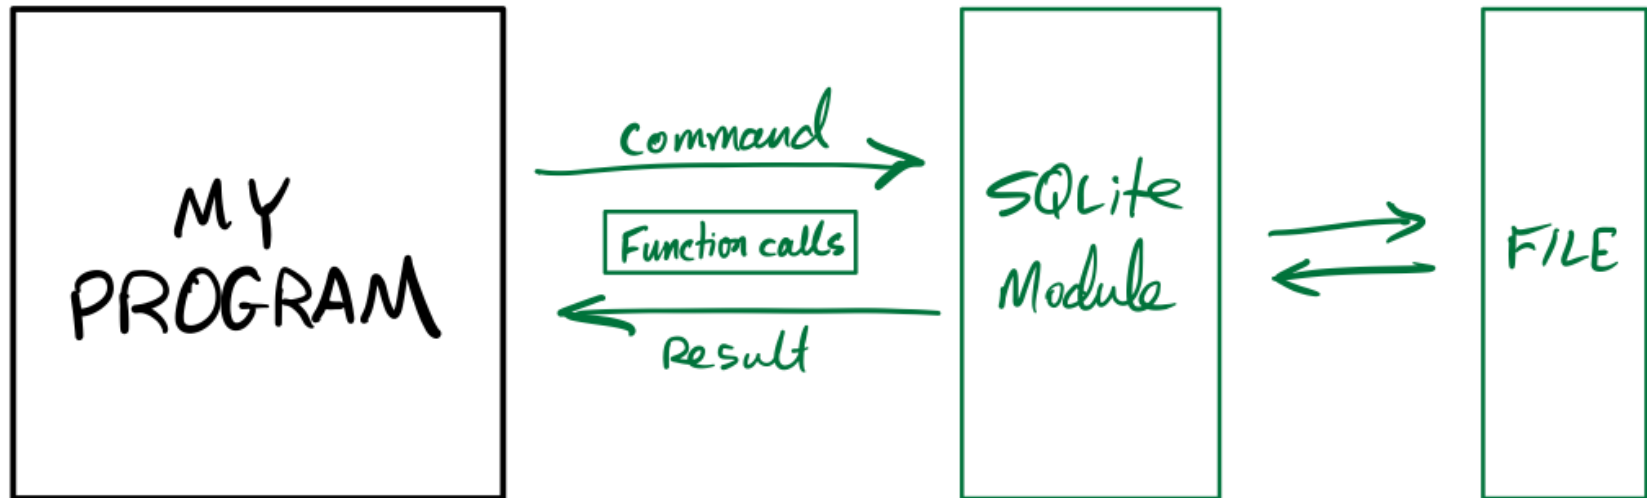 MY
PROGRAM
Command
Function calls
Result
SQLite
Module
FILE